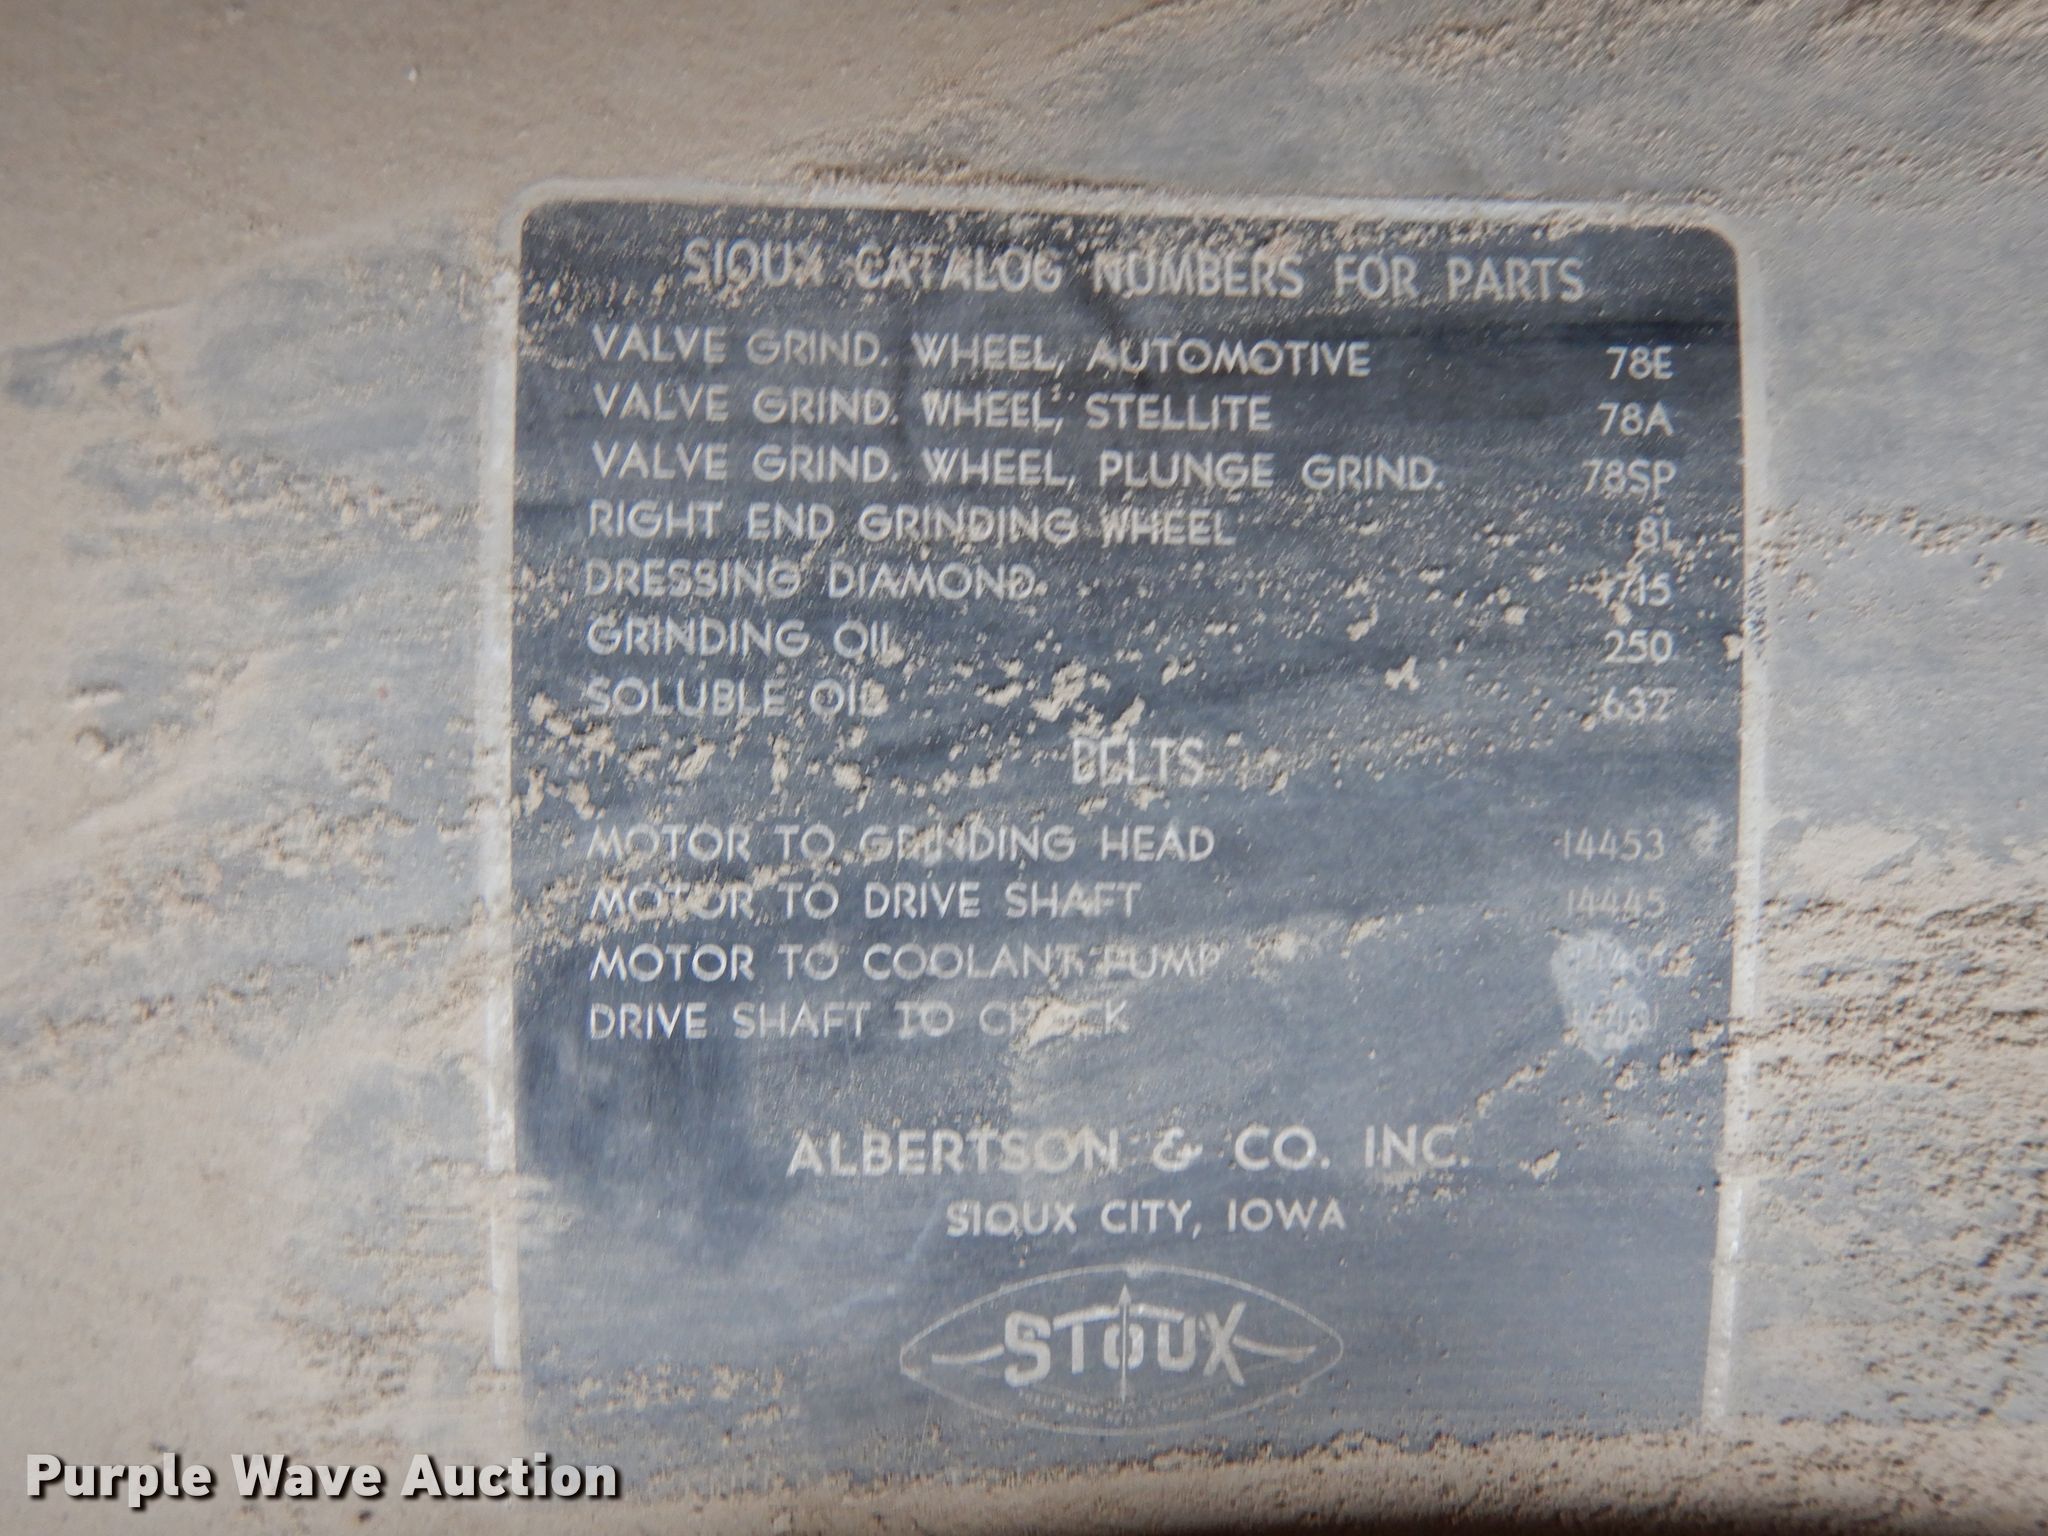 SIOUX CATALOG NUMBERS FOR PARTS
VALVE GRIND. WHEEL, AUTOMOTIVE 78E
VALVE GRIND. WHEEL, STELLITE 78A
VALVE GRIND. WHEEL, PLUNGE GRIND. 78SP
RIGHT END GRINDING WHEEL
DRESSING DIAMOND
GRINDING OIL 250
SOLUBLE OIL 632
BELTS
MOTOR TO GRINDING HEAD 14453
MOTOR TO DRIVE SHAFT 14445
MOTOR TO COOLANT PUMP
DRIVE SHAFT TO CHUCK
ALBERTSON & CO. INC.
SIOUX CITY, IOWA
SIOUX
Purple Wave Auction